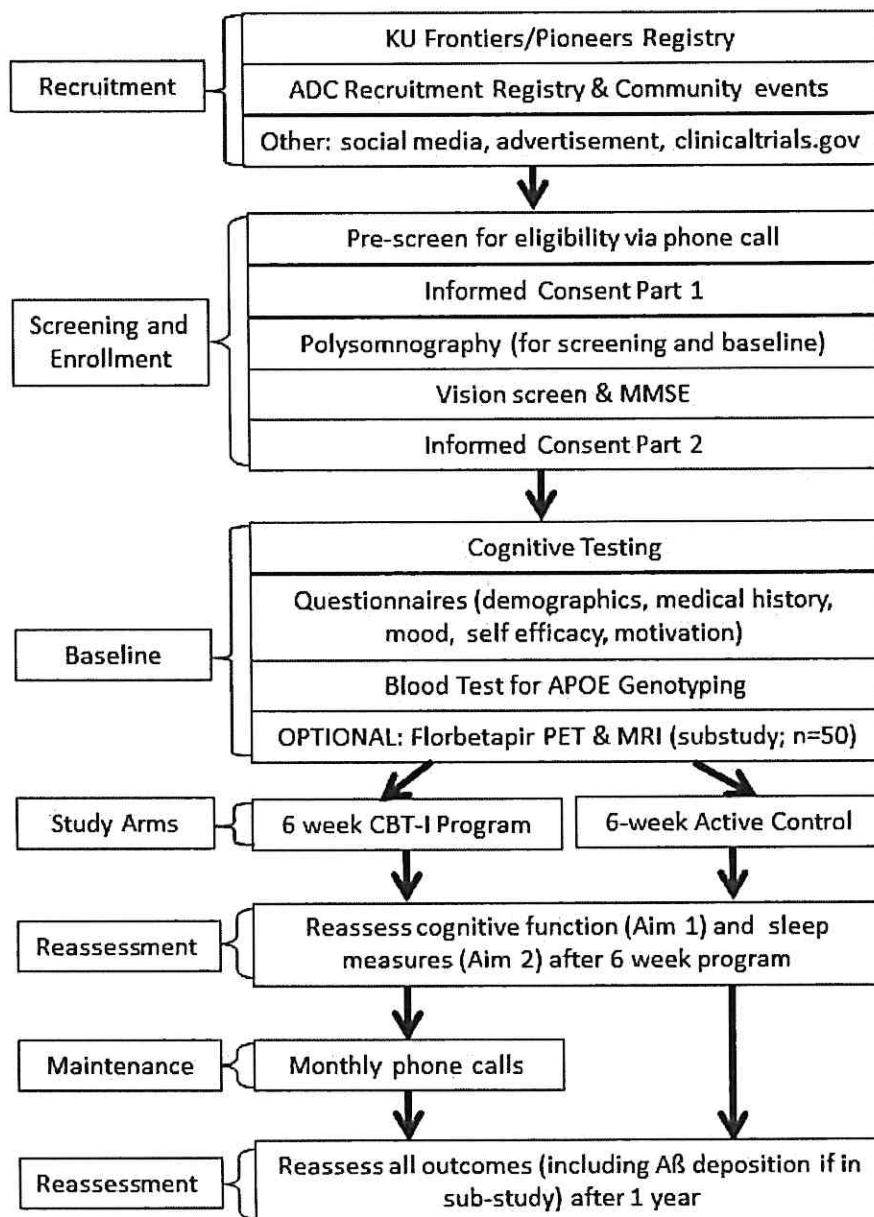 Recruitment
KU Frontiers/Pioneers Registry
ADC Recruitment Registry & Community events
Other: social media, advertisement, clinicaltrials.gov
Screening and
Enrollment
Pre-screen for eligibility via phone call
Informed Consent Part 1
Polysomnography (for screening and baseline)
Vision screen & MMSE
Informed Consent Part 2
Baseline
Cognitive Testing
Questionnaires (demographics, medical history,
mood, self efficacy, motivation)
Blood Test for APOE Genotyping
OPTIONAL: Florbetapir PET & MRI (substudy; n=50)
Study Arms
6 week CBT-I Program
6-week Active Control
Reassessment
Reassess cognitive function (Aim 1) and sleep
measures (Aim 2) after 6 week program
Maintenance
Monthly phone calls
Reassessment
Reassess all outcomes (including Aß deposition if in
sub-study) after 1 year